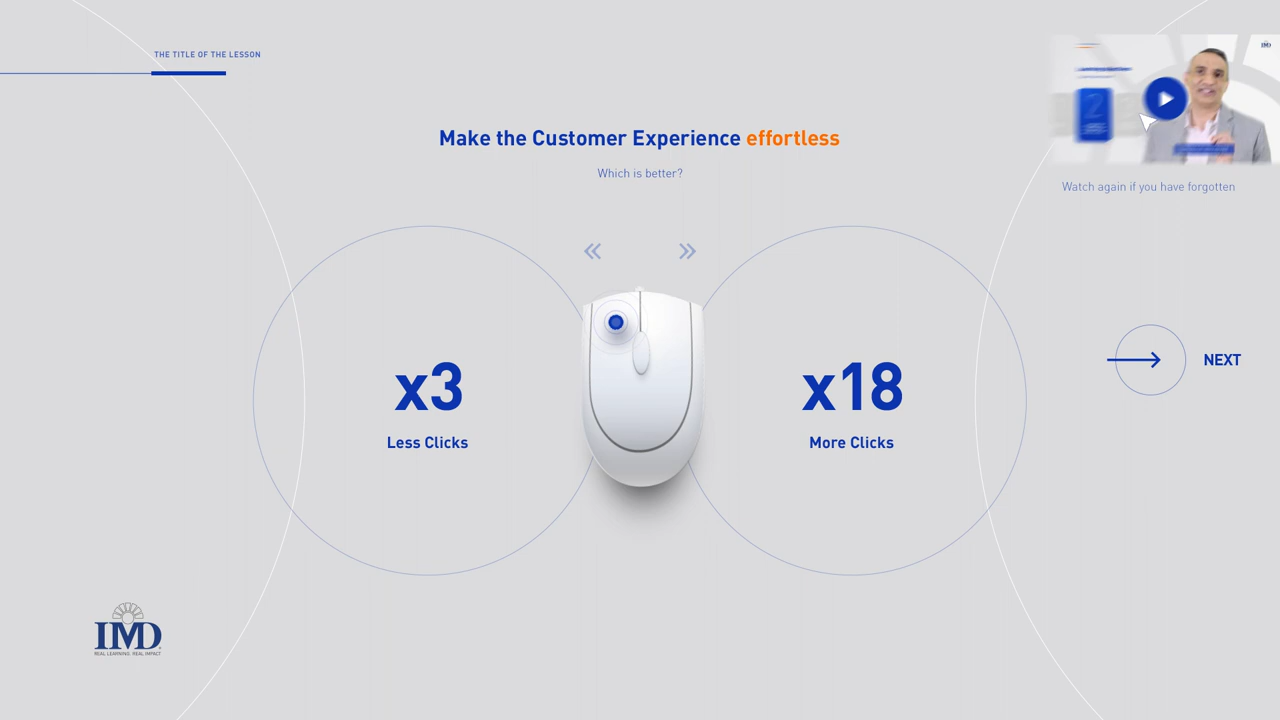 THE TITLE OF THE LESSON
IMD
Make the Customer Experience effortless
Which is better?
Watch again if you have forgotten
x3
Less Clicks
x18
More Clicks
NEXT
IMD
REAL LEARNING. REAL IMPACT